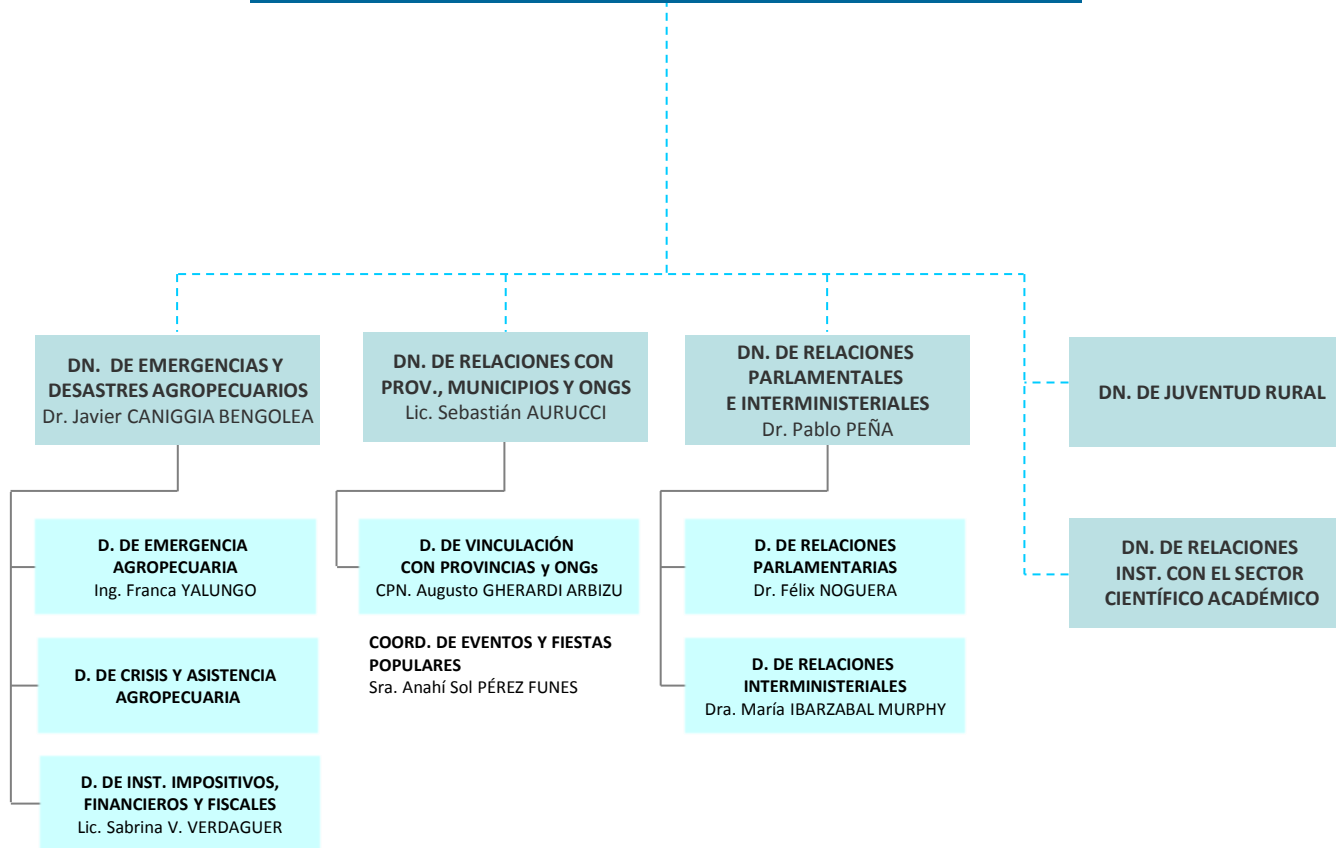 DN. DE EMERGENCIAS Y
DESASTRES AGROPECUARIOS
Dr. Javier CANIGGIA BENGOLEA
DN. DE RELACIONES CON
PROV., MUNICIPIOS Y ONGS
Lic. Sebastián AURUCCI
DN. DE RELACIONES
PARLAMENTALES
E INTERMINISTERIALES
Dr. Pablo PEÑA
DN. DE JUVENTUD RURAL
D. DE EMERGENCIA
AGROPECUARIA
Ing. Franca YALUNGO
D. DE VINCULACIÓN
CON PROVINCIAS y ONGs
CPN. Augusto GHERARDI ARBIZU
D. DE RELACIONES
PARLAMENTARIAS
Dr. Félix NOGUERA
DN. DE RELACIONES
INST. CON EL SECTOR
CIENTÍFICO ACADÉMICO
D. DE CRISIS Y ASISTENCIA
AGROPECUARIA
COORD. DE EVENTOS Y FIESTAS
POPULARES
Sra. Anahí Sol PÉREZ FUNES
D. DE RELACIONES
INTERMINISTERIALES
Dra. María IBARZABAL MURPHY
D. DE INST. IMPOSITIVOS,
FINANCIEROS Y FISCALES
Lic. Sabrina V. VERDAGUER